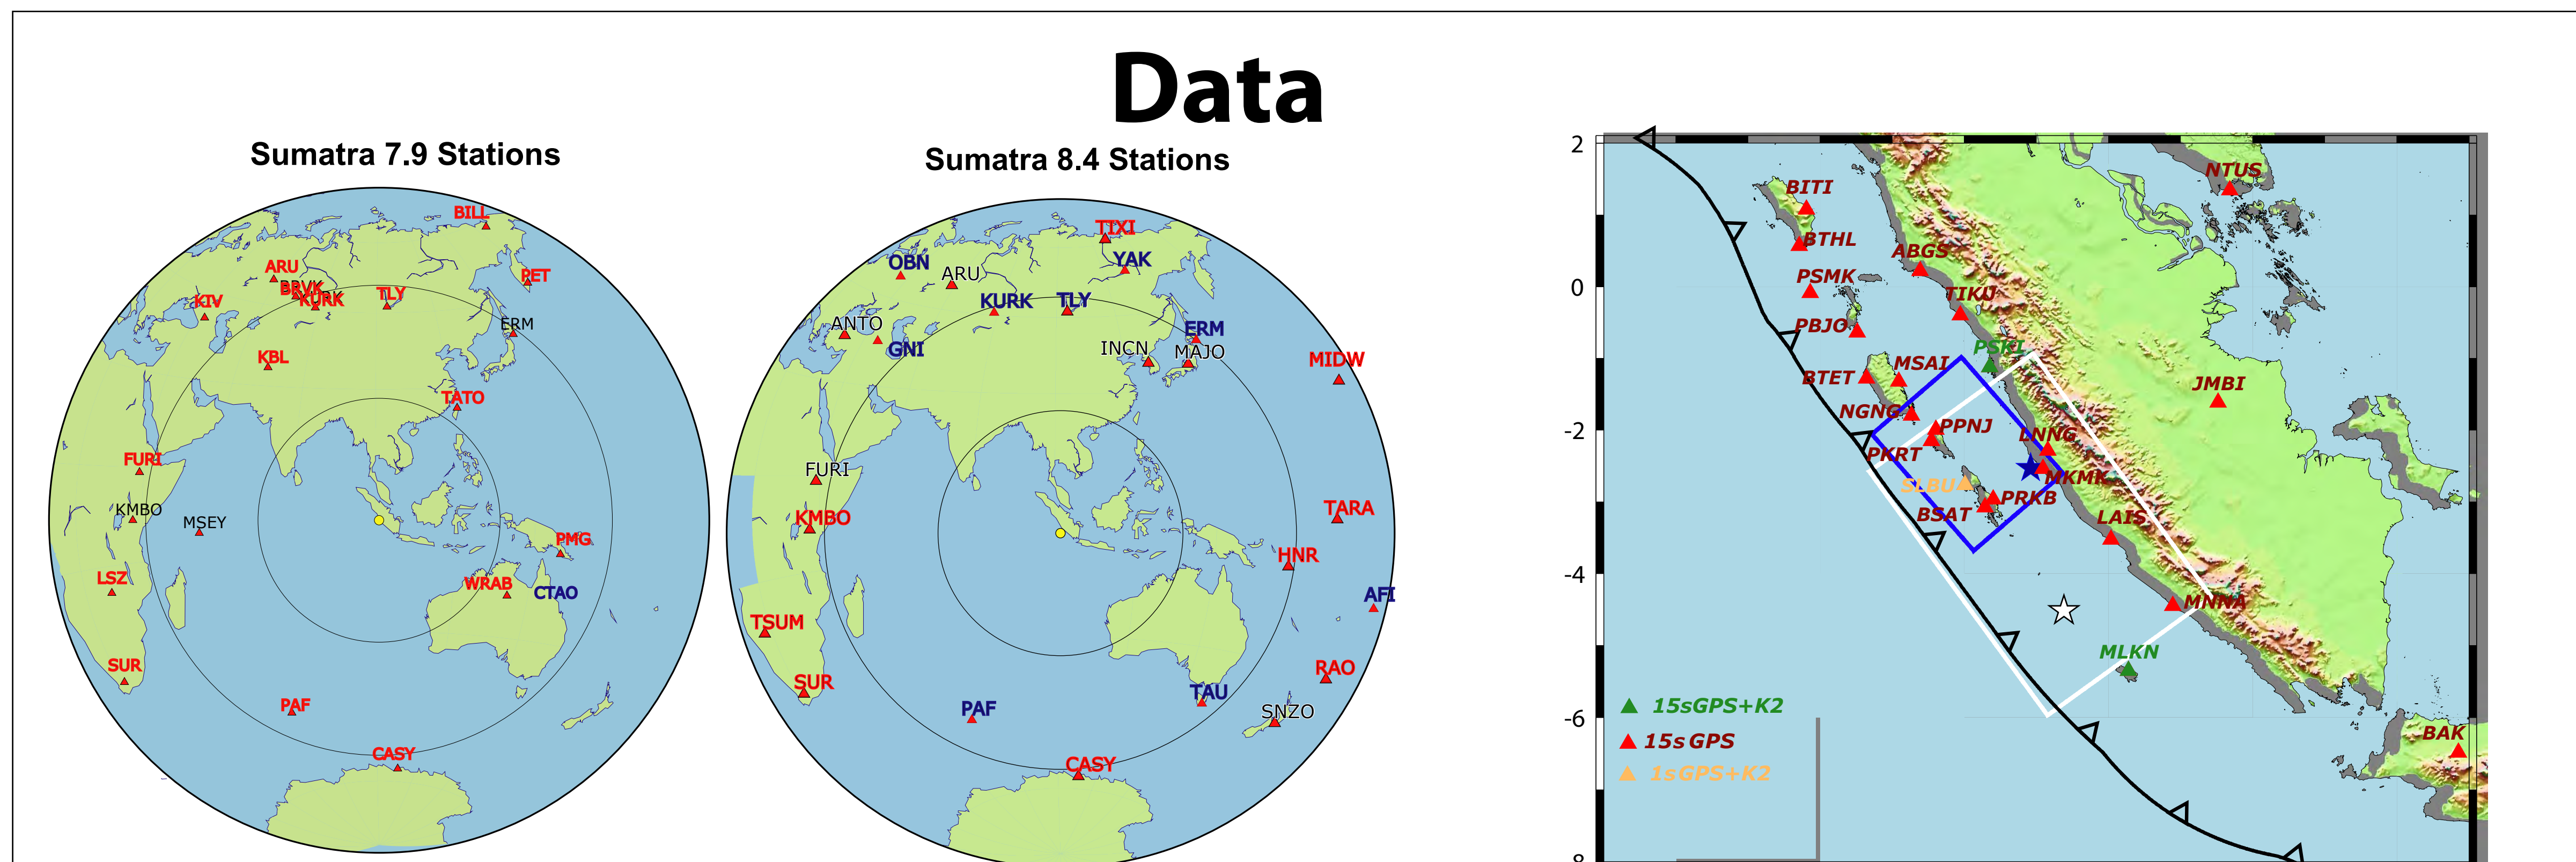 Data
Sumatra 7.9 Stations
BILL
ARU
PET
BRVK
KURK
TLY
KIV
ERM
KBL
TATO
FURI
KMBO
MSEY
PMG
LSZ
WRAB
CTAO
SUR
PAF
CASY
Sumatra 8.4 Stations
TIXI
OBN
YAK
ARU
KURK
TLY
ANTO
ERM
GNI
INCN
MAJO
MIDW
FURI
TARA
KMBO
HNR
AFI
TSUM
RAO
SUR
TAU
PAF
SNZO
CASY
2
0
-2
-4
-6
8
NTUS
BITI
BTHL
ABGS
PSMK
TIKU
PBJO
PSKI
MSAI
BTET
JMBI
NGNG
PPNJ
LNNG
PKRT
MKMK
SLBU
PRKB
BSAT
LAIS
MNNA
MLKN
BAK
15sGPS+K2
15s GPS
1sGPS+K2